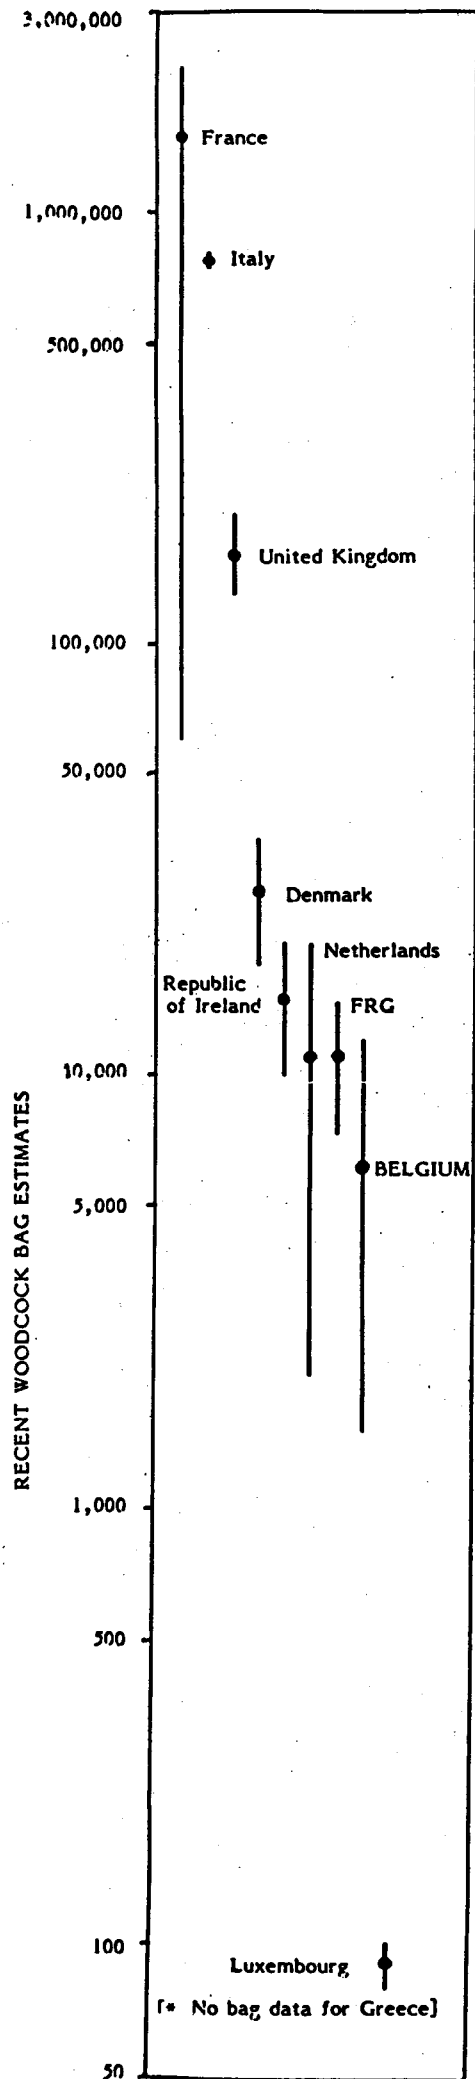 3,000,000
France
1,000,000
Italy
500,000
United Kingdom
100,000
50,000
Denmark
Netherlands
Republic
of Ireland
FRG
10,000
BELGIUM
5,000
RECENT WOODCOCK BAG ESTIMATES
1,000
500
100
Luxembourg
[* No bag data for Greece]
50